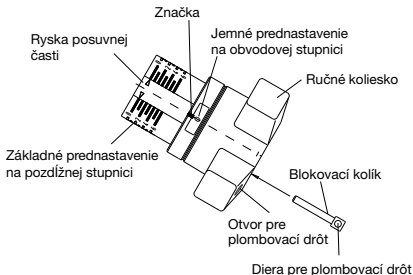 Značka
Jemné prednastavenie
na obvodovej stupnici
Ryska posuvnej
časti
Ručné koliesko
Základné prednastavenie
na pozdĺžnej stupnici
Blokovací kolík
Otvor pre
plombovací drôt
Diera pre plombovací drôt